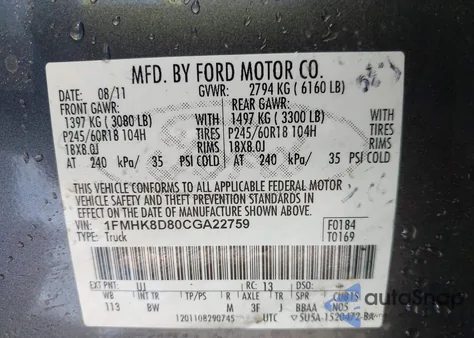 MFD. BY FORD MOTOR CO.
DATE: 08/11 GVWR: 2794 KG ( 6160 LB)
FRONT GAWR: REAR GAWR:
1397 KG ( 3080 LB) 1497 KG ( 3300 LB)
P245/60R18 104H TIRES P245/60R18 104H TIRES
18X8.0J RIMS 18X8.0J RIMS
AT 240 kPa/ 35 PSI COLD AT 240 kPa/ 35 PSI COLD
THIS VEHICLE CONFORMS TO ALL APPLICABLE FEDERAL MOTOR
VEHICLE SAFETY AND THEFT PREVENTION STANDARDS
IN EFFECT ON THE DATE OF MANUFACTURE SHOWN ABOVE.
VIN: 1FMHK8D80CGA22759 F0184
TYPE: Truck T0169
EXT PNT: UJ RC: 13 DSO:
WB INT TR TP/PS R AXLE TR SPR
113 BW M 3F J BBAA N05
UTC
autosnap